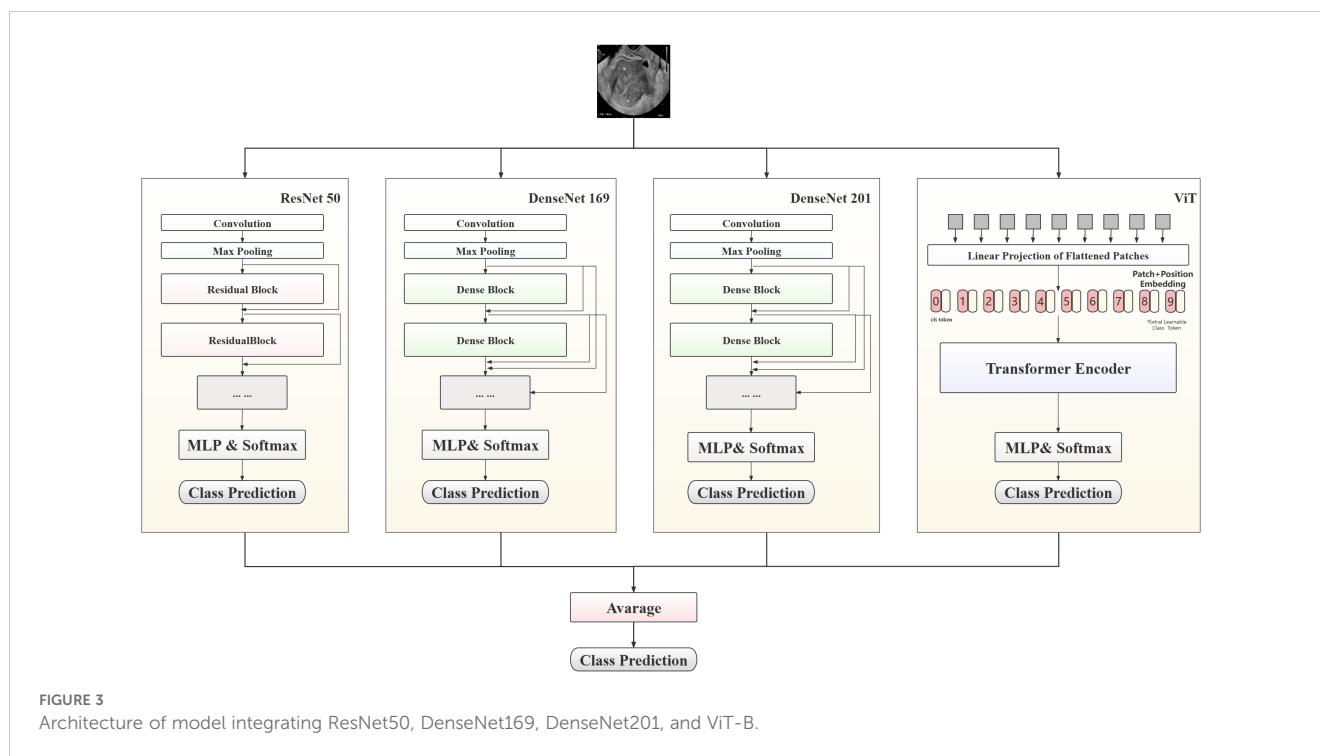 ResNet 50
Convolution
Max Pooling
Residual Block
ResidualBlock
... ...
MLP & Softmax
Class Prediction
DenseNet 169
Convolution
Max Pooling
Dense Block
Dense Block
... ...
MLP& Softmax
Class Prediction
DenseNet 201
Convolution
Max Pooling
Dense Block
Dense Block
... ...
MLP& Softmax
Class Prediction
ViT
Linear Projection of Flattened Patches
Patch+Position
Embedding
0 1 2 3 4 5 6 7 8 9
cls token
*Extral Learnable
Class Token
Transformer Encoder
MLP& Softmax
Class Prediction
Avarage
Class Prediction
FIGURE 3
Architecture of model integrating ResNet50, DenseNet169, DenseNet201, and ViT-B.